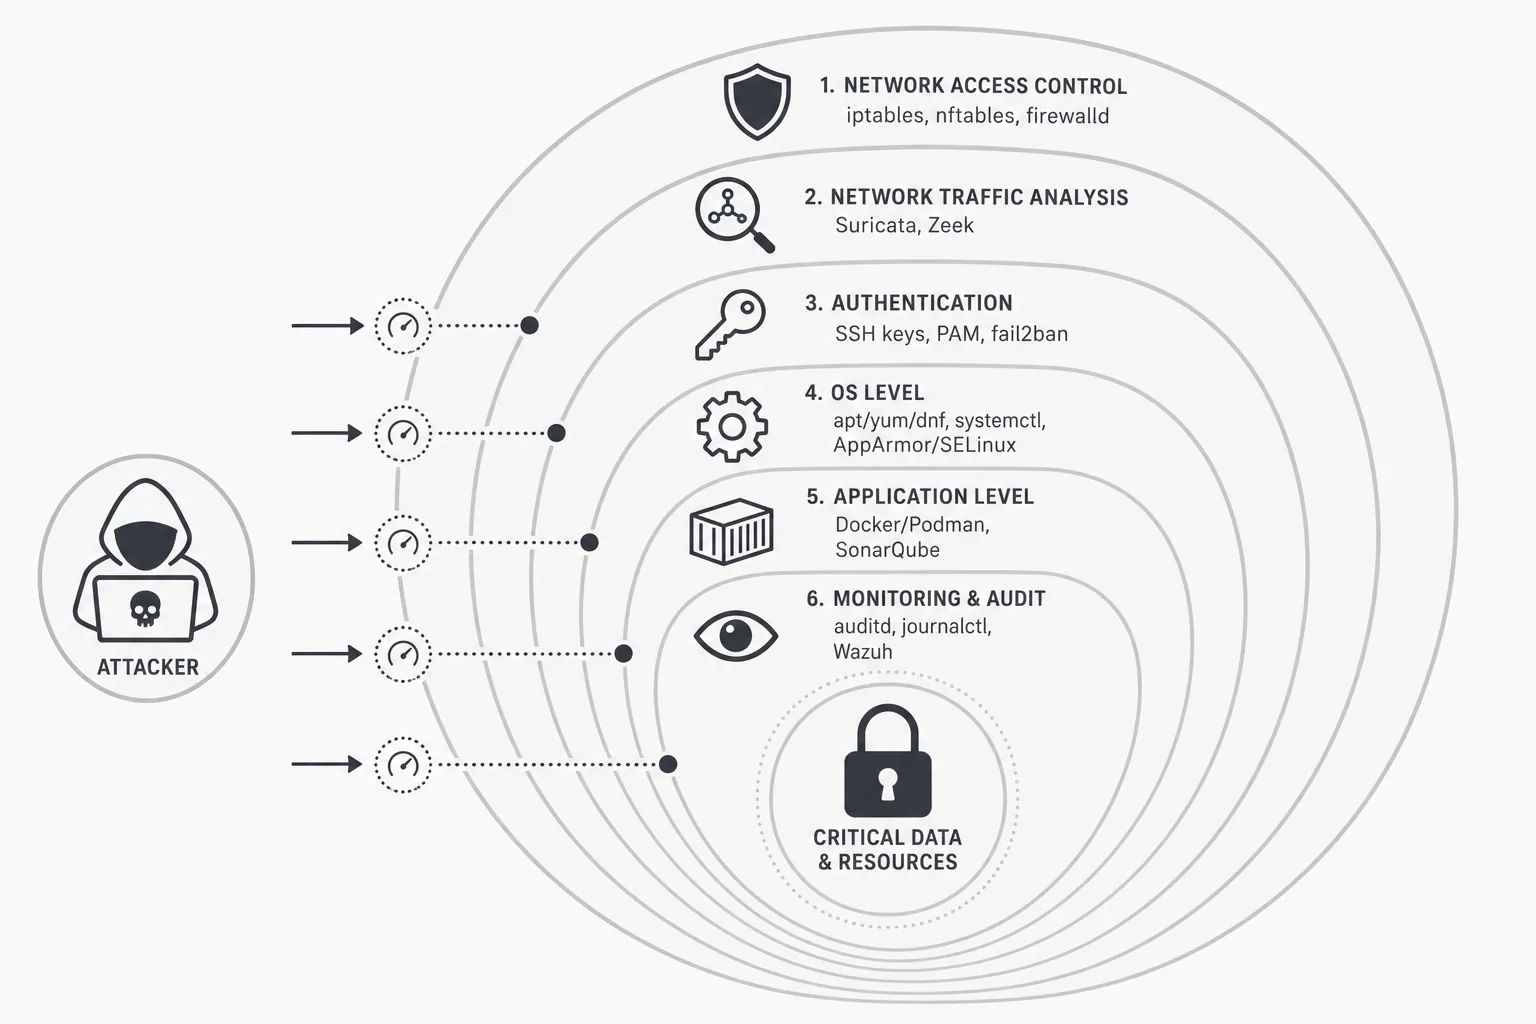 1. NETWORK ACCESS CONTROL
iptables, nftables, firewalld
2. NETWORK TRAFFIC ANALYSIS
Suricata, Zeek
3. AUTHENTICATION
SSH keys, PAM, fail2ban
4. OS LEVEL
apt/yum/dnf, systemctl,
AppArmor/SELinux
5. APPLICATION LEVEL
Docker/Podman,
SonarQube
6. MONITORING & AUDIT
auditd, journalctl,
Wazuh
ATTACKER
CRITICAL DATA
& RESOURCES